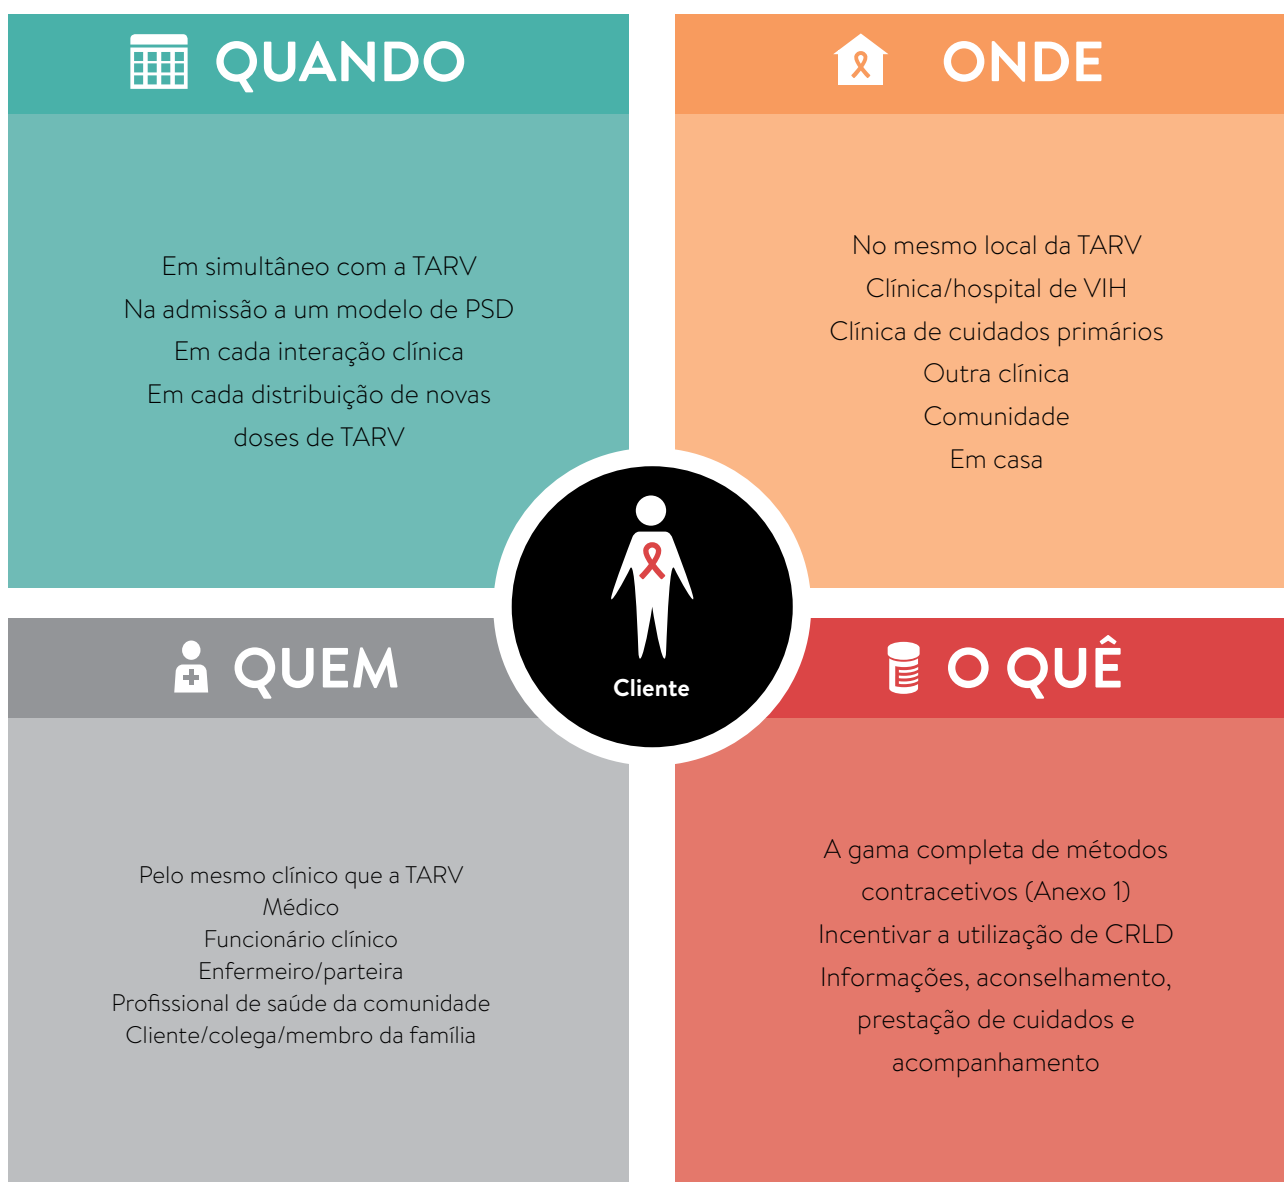 QUANDO
Em simultâneo com a TARV
Na admissão a um modelo de PSD
Em cada interação clínica
Em cada distribuição de novas
doses de TARV
ONDE
No mesmo local da TARV
Clínica/hospital de VIH
Clínica de cuidados primários
Outra clínica
Comunidade
Em casa
Cliente
QUEM
Pelo mesmo clínico que a TARV
Médico
Funcionário clínico
Enfermeiro/parteira
Profissional de saúde da comunidade
Cliente/colega/membro da família
O QUÊ
A gama completa de métodos
contracetivos (Anexo 1)
Incentivar a utilização de CRLD
Informações, aconselhamento,
prestação de cuidados e
acompanhamento